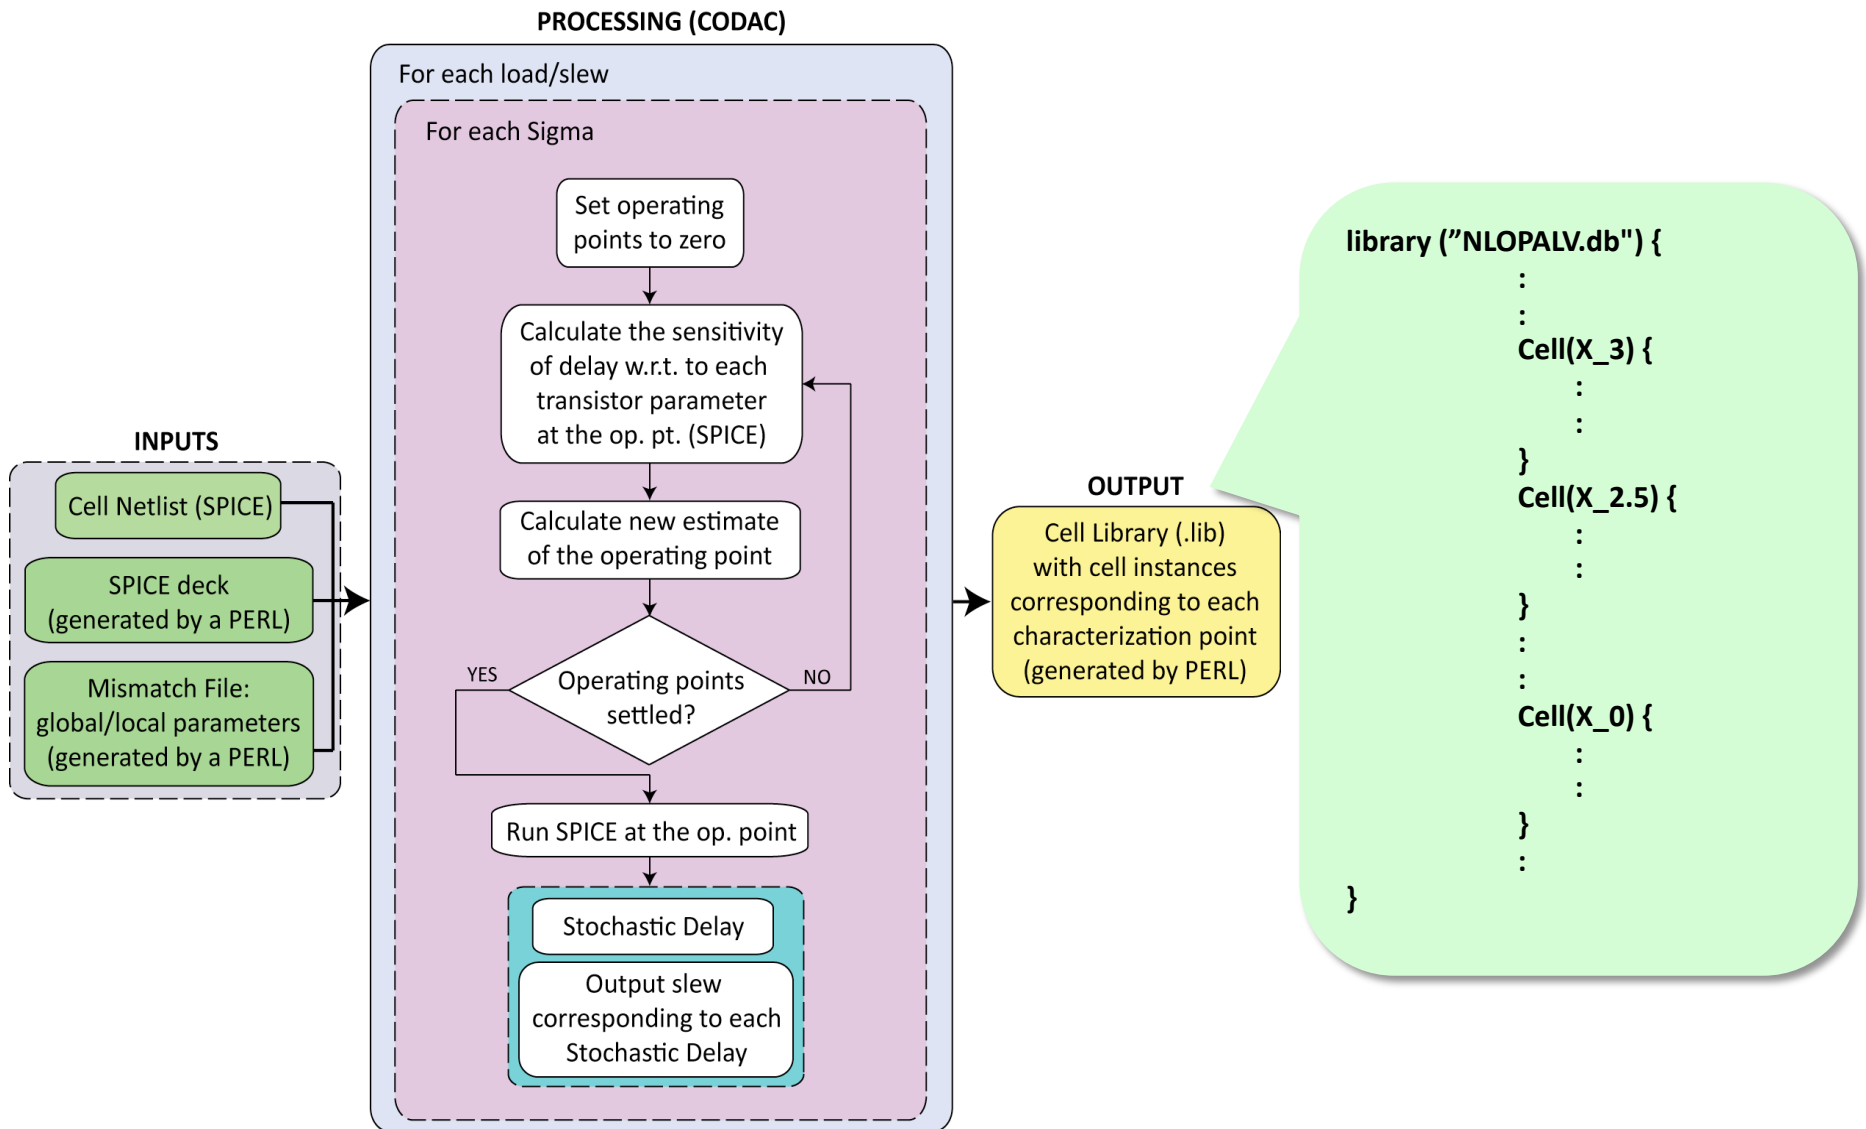 PROCESSING (CODAC)
For each load/slew
For each Sigma
Set operating
points to zero
Calculate the sensitivity
of delay w.r.t. to each
transistor parameter
at the op. pt. (SPICE)
Calculate new estimate
of the operating point
YES
Operating points
settled?
NO
Run SPICE at the op. point
Stochastic Delay
Output slew
corresponding to each
Stochastic Delay
INPUTS
Cell Netlist (SPICE)
SPICE deck
(generated by a PERL)
Mismatch File:
global/local parameters
(generated by a PERL)
OUTPUT
Cell Library (.lib)
with cell instances
corresponding to each
characterization point
(generated by PERL)
library (”NLOPALV.db") {
:
:
Cell(X_3) {
:
:
}
Cell(X_2.5) {
:
:
}
:
:
Cell(X_0) {
:
:
}
:
}